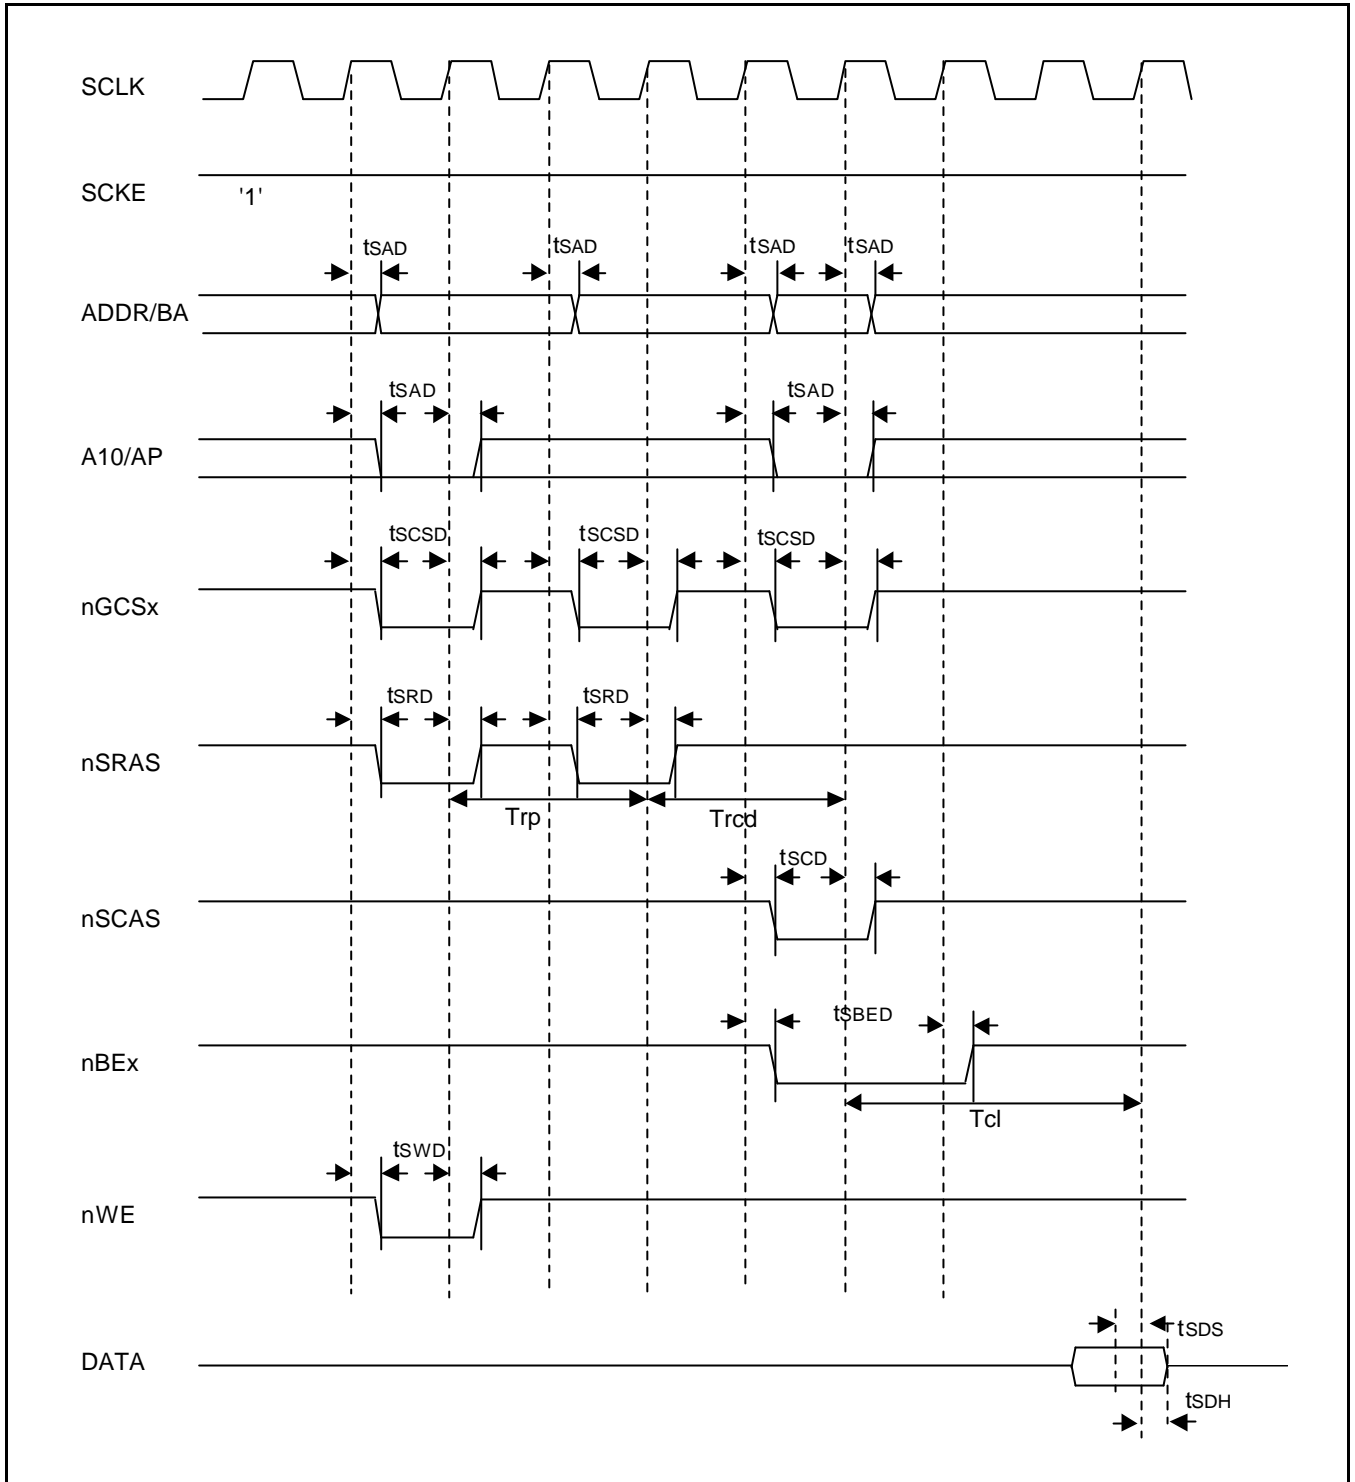 SCLK
SCKE '1'
tSAD tSAD tSAD tSAD
ADDR/BA
tSAD tSAD
A10/AP
tSCSD tSCSD tSCSD
nGCSx
tSRD tSRD
nSRAS
Trp Trcd
tSCD
nSCAS
tSBED
nBEx
Tcl
tSWD
nWE
tSDS
DATA
tSDH